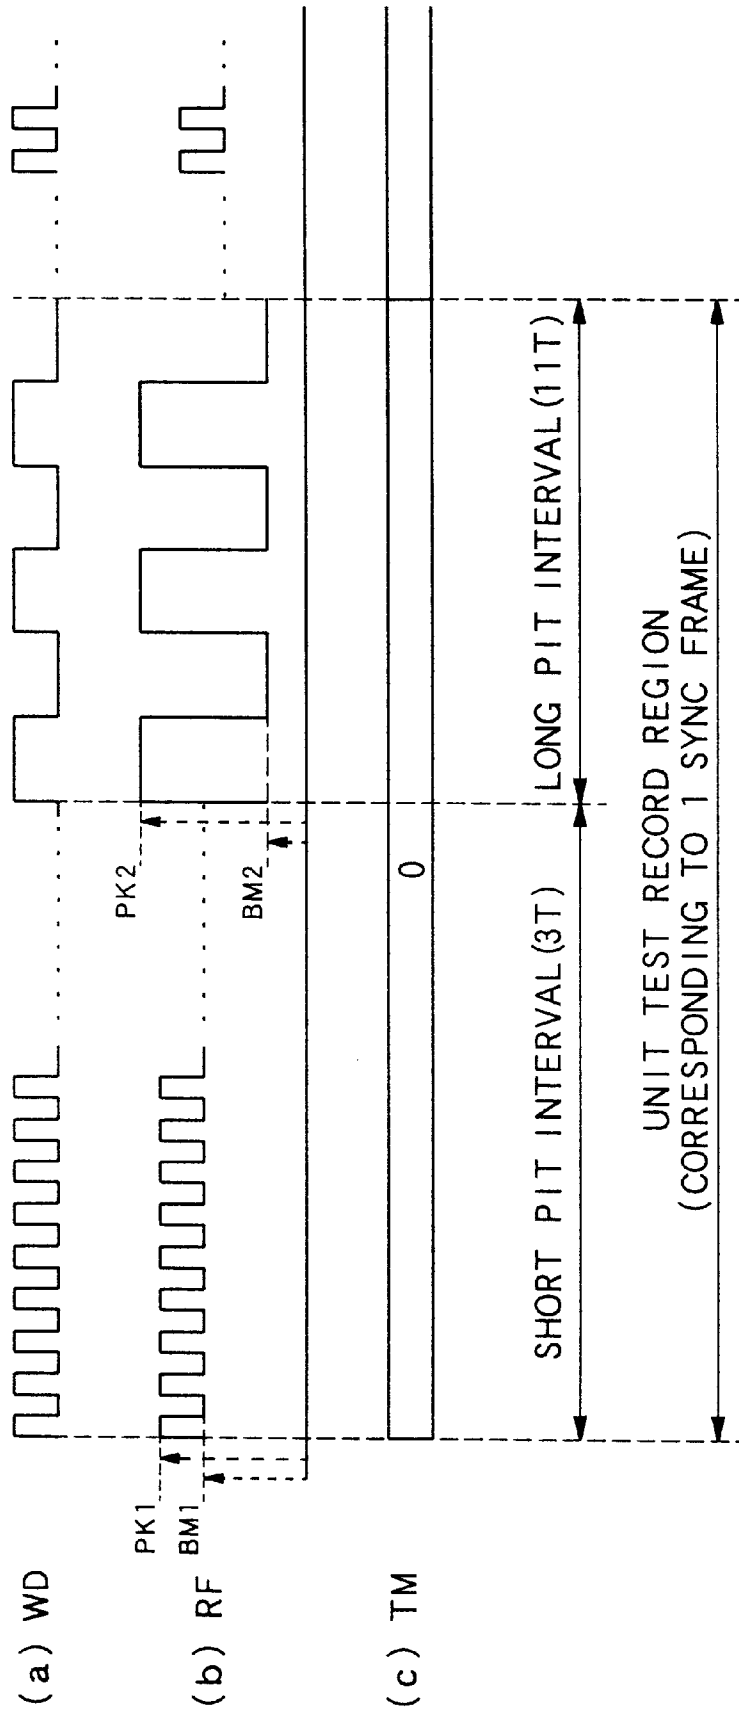 (a) WD
(b) RF
PK1
BM1
PK2
BM2
(c) TM
0
SHORT PIT INTERVAL(3T)
LONG PIT INTERVAL(11T)
UNIT TEST RECORD REGION
(CORRESPONDING TO 1 SYNC FRAME)